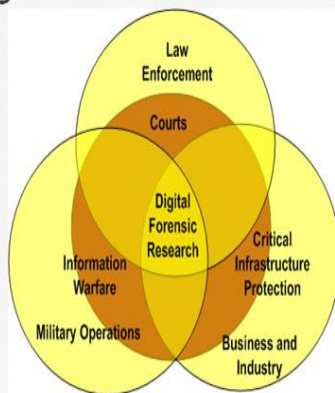 Law
Enforcement
Courts
Digital
Forensic
Research
Information
Warfare
Critical
Infrastructure
Protection
Military Operations
Business and
Industry